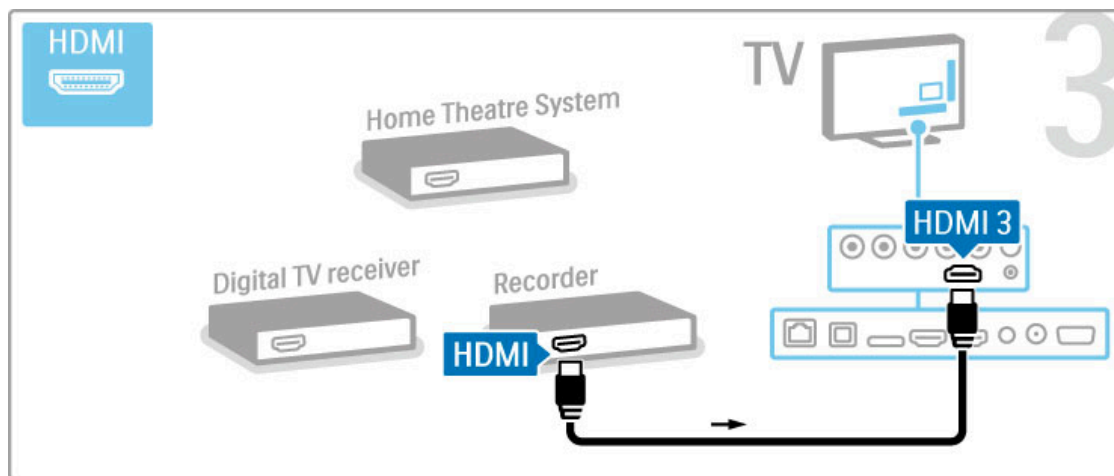 HDMI
TV
3
Home Theatre System
HDMI 3
Digital TV receiver
Recorder
HDMI